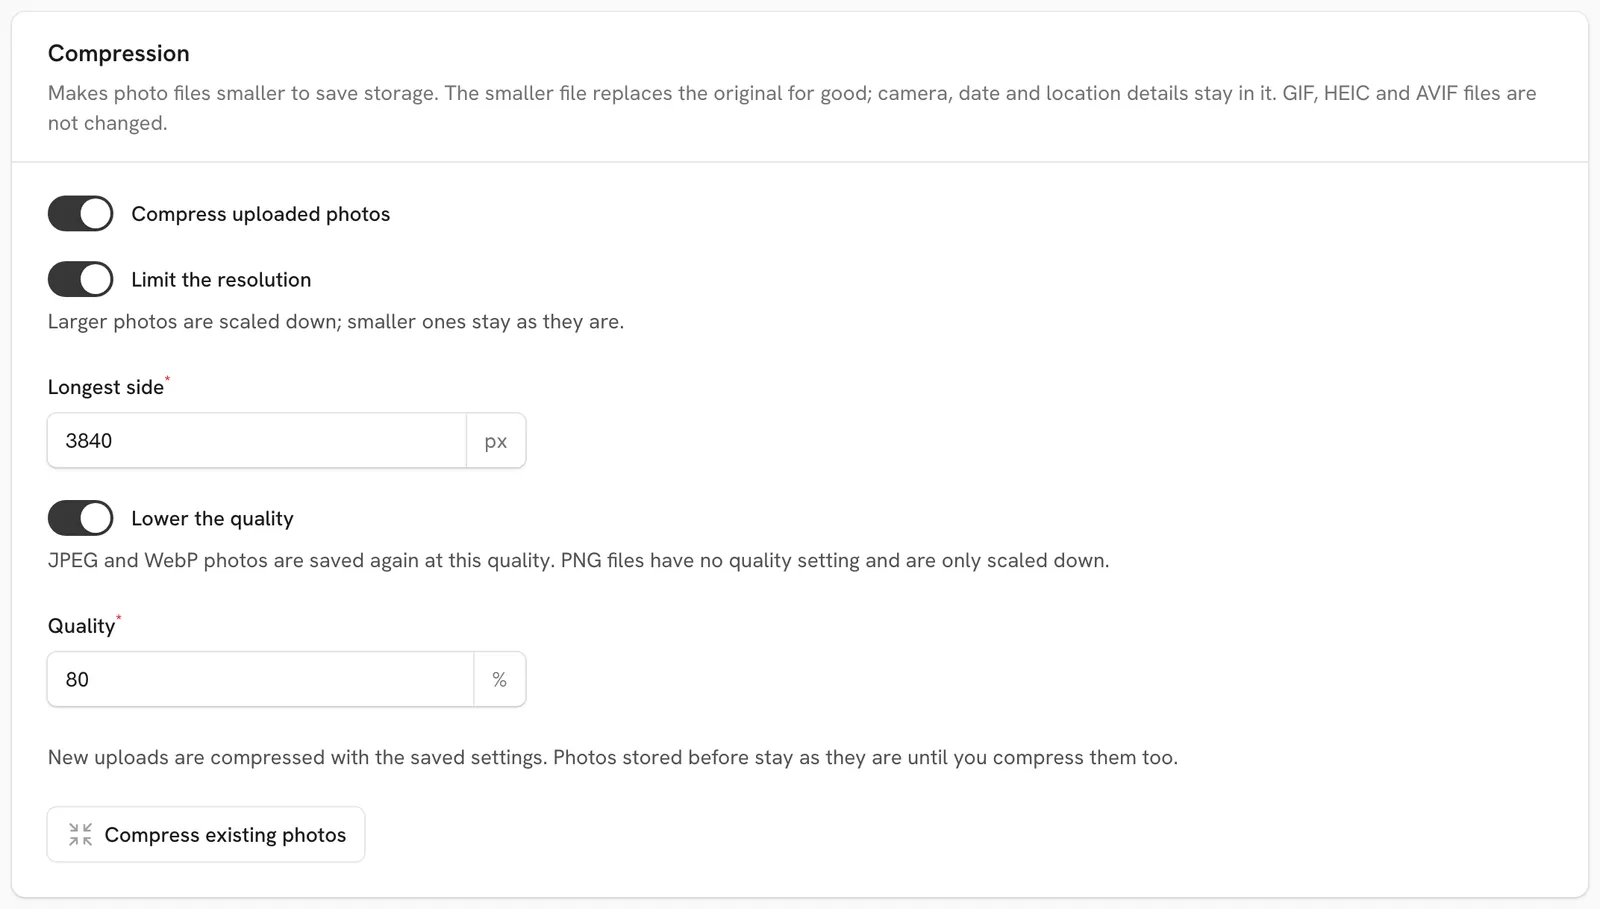 Compression
Makes photo files smaller to save storage. The smaller file replaces the original for good; camera, date and location details stay in it. GIF, HEIC and AVIF files are
not changed.
Compress uploaded photos
Limit the resolution
Larger photos are scaled down; smaller ones stay as they are.
Longest side*
3840 px
Lower the quality
JPEG and WebP photos are saved again at this quality. PNG files have no quality setting and are only scaled down.
Quality*
80 %
New uploads are compressed with the saved settings. Photos stored before stay as they are until you compress them too.
Compress existing photos